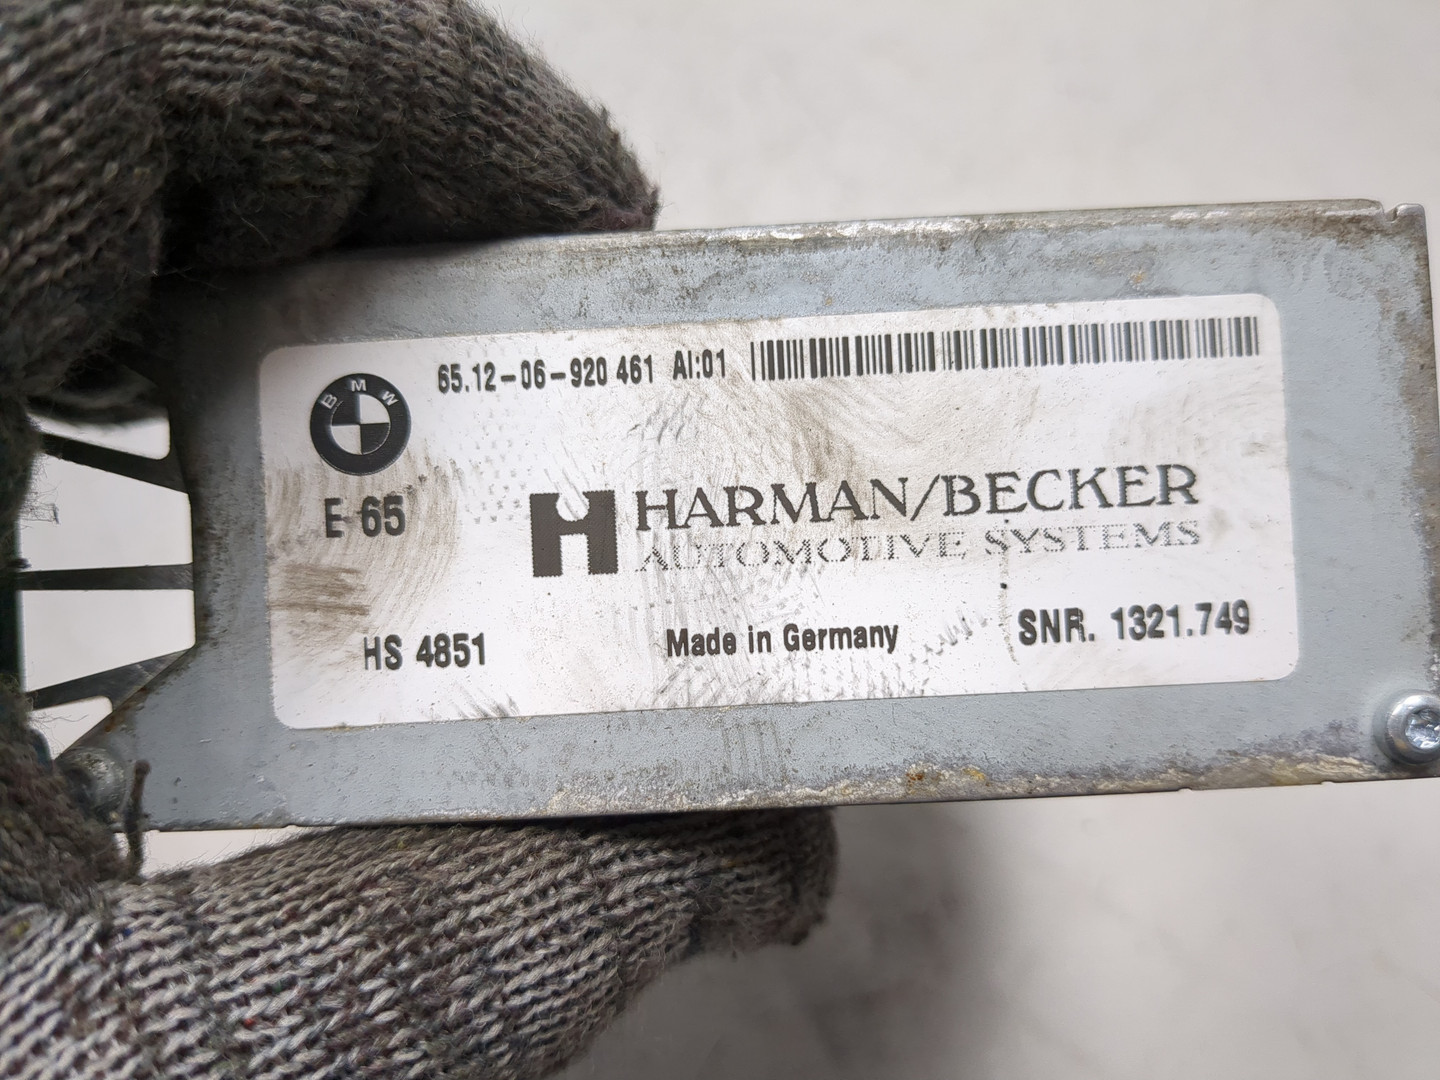 65.12-06-920 461 AI:01
BMW
E-65
HARMAN/BECKER
AUTOMOTIVE SYSTEMS
HS 4851
Made in Germany
SNR. 1321.749